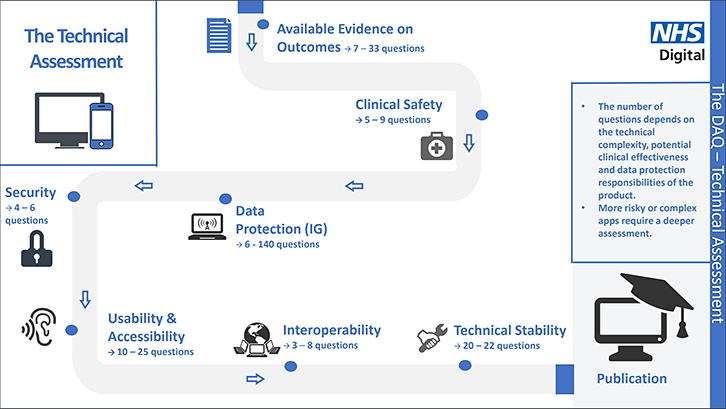 The Technical
Assessment
Available Evidence on
Outcomes → 7 – 33 questions
NHS
Digital
Clinical Safety
→ 5 – 9 questions
• The number of
questions depends on
the technical
complexity, potential
clinical effectiveness
and data protection
responsibilities of the
product.
• More risky or complex
apps require a deeper
assessment.
The DAQ – Technical Assessment
Security
→ 4 – 6
questions
Data
Protection (IG)
→ 6 - 140 questions
Usability &
Accessibility
→ 10 – 25 questions
Interoperability
→ 3 – 8 questions
Technical Stability
→ 20 – 22 questions
Publication